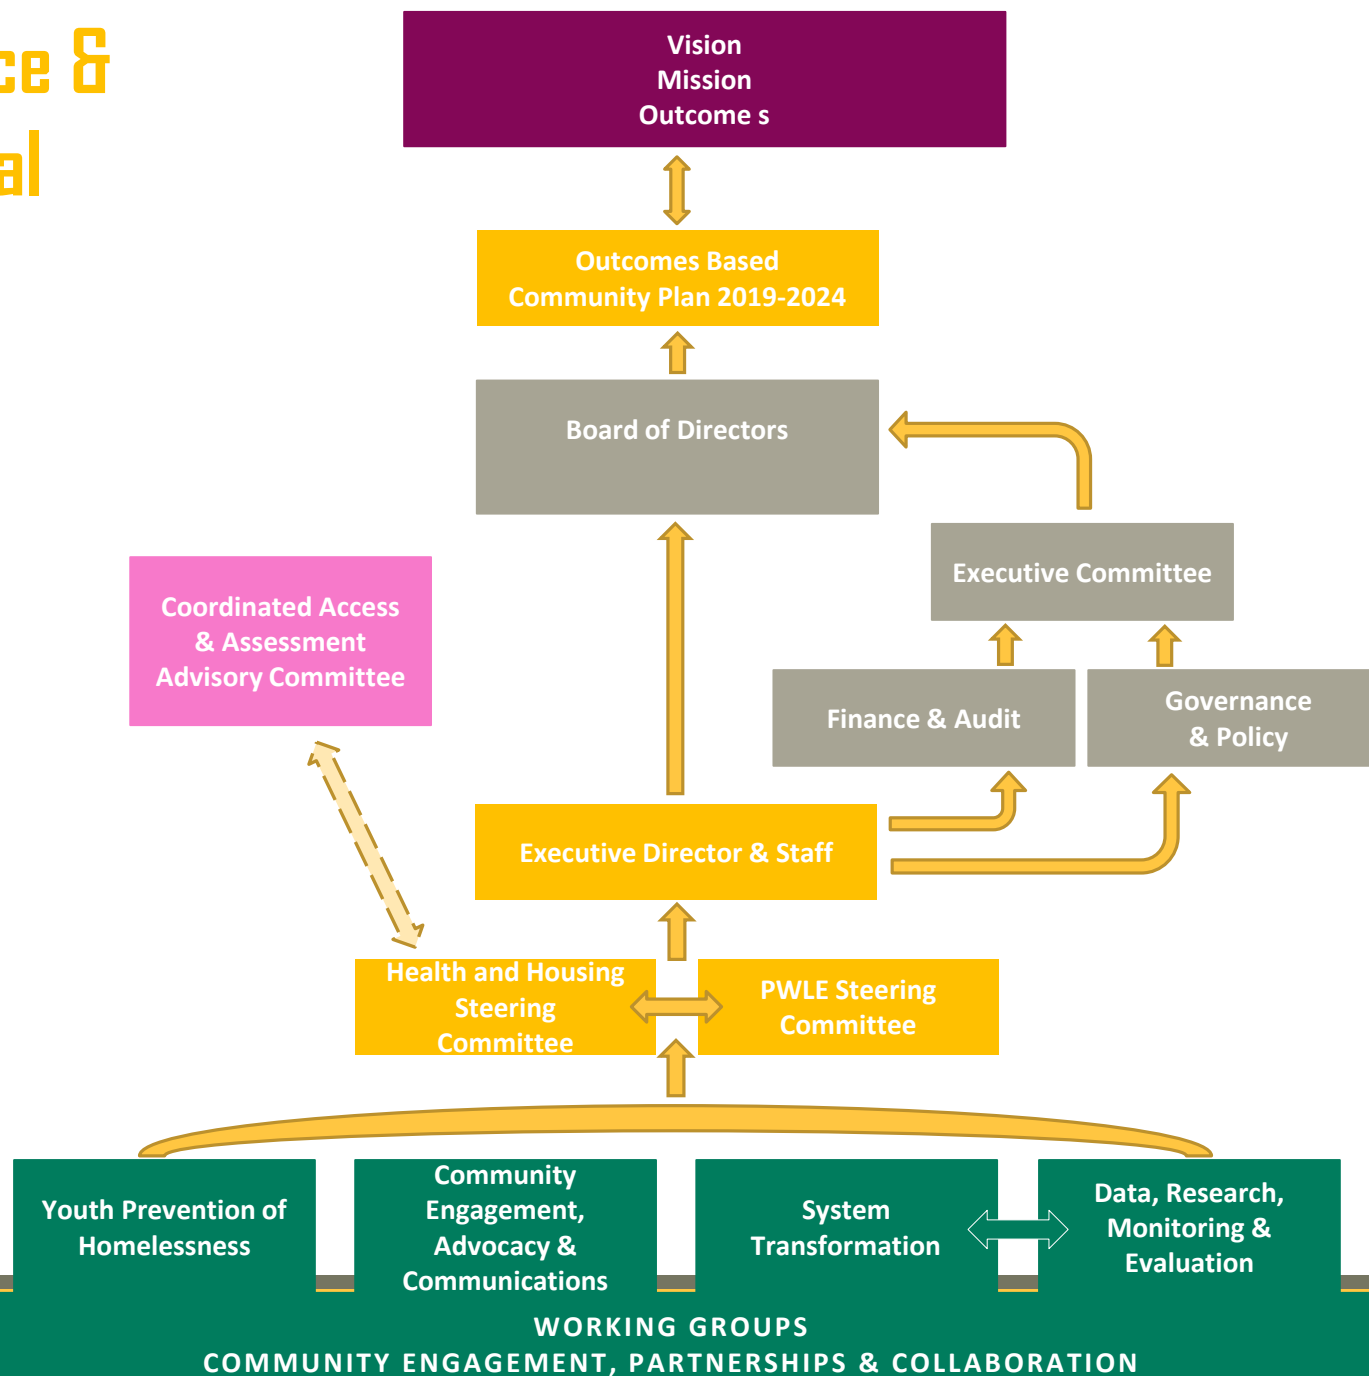 ce &
al
Vision
Mission
Outcome s
Outcomes Based
Community Plan 2019-2024
Board of Directors
Executive Committee
Coordinated Access
& Assessment
Advisory Committee
Finance & Audit
Governance
& Policy
Executive Director & Staff
Health and Housing
Steering
Committee
PWLE Steering
Committee
Youth Prevention of
Homelessness
Community
Engagement,
Advocacy &
Communications
System
Transformation
Data, Research,
Monitoring &
Evaluation
WORKING GROUPS
COMMUNITY ENGAGEMENT, PARTNERSHIPS & COLLABORATION